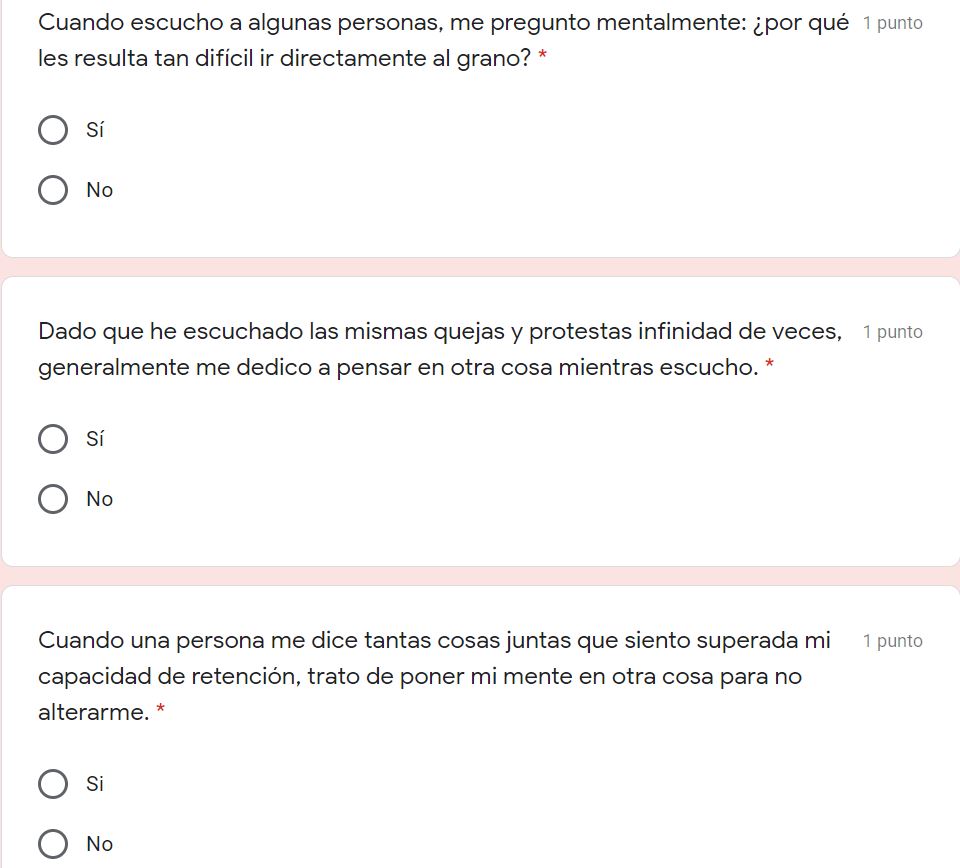 Cuando escucho a algunas personas, me pregunto mentalmente: ¿por qué 1 punto
les resulta tan difícil ir directamente al grano? *
Sí
No
Dado que he escuchado las mismas quejas y protestas infinidad de veces, 1 punto
generalmente me dedico a pensar en otra cosa mientras escucho. *
Sí
No
Cuando una persona me dice tantas cosas juntas que siento superada mi 1 punto
capacidad de retención, trato de poner mi mente en otra cosa para no
alterarme. *
Si
No